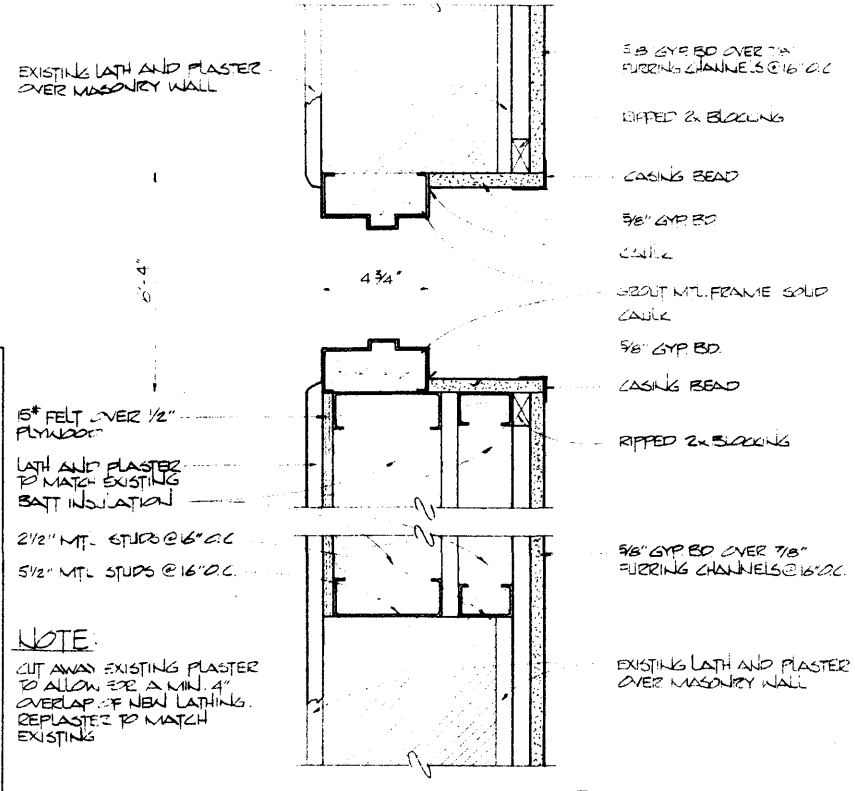 EXISTING LATH AND PLASTER
OVER MASONRY WALL
6'-4"
15# FELT OVER 1/2"
PLYWOOD
LATH AND PLASTER
TO MATCH EXISTING
BATT INSULATION
2 1/2" MTL STUDS @ 16" O.C
5 1/2" MTL STUDS @ 16" O.C.
NOTE:
CUT AWAY EXISTING PLASTER
TO ALLOW FOR A MIN. 4"
OVERLAP OF NEW LATHING.
REPLASTER TO MATCH
EXISTING
4 3/4"
5/8 GYP. BD OVER 7/8"
FURRING CHANNELS @ 16" O.C
RIPPED 2x BLOCKING
CASING BEAD
5/8" GYP. BD
CAULK
GROUT MTL. FRAME SOLID
CAULK
5/8" GYP. BD.
CASING BEAD
RIPPED 2x BLOCKING
5/8" GYP. BD OVER 7/8"
FURRING CHANNELS @ 16" O.C.
EXISTING LATH AND PLASTER
OVER MASONRY WALL